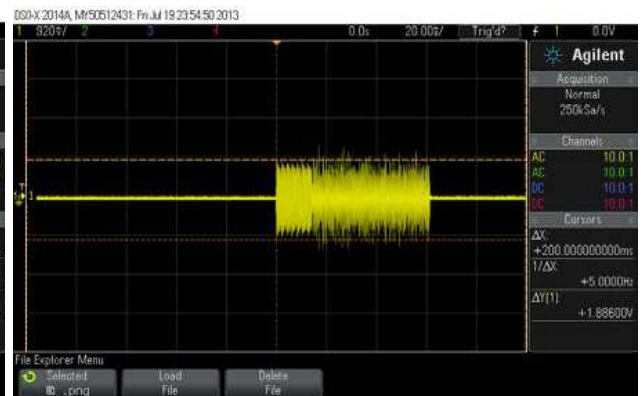 DSO-X 2014A, MY50512431: Fri Jul 19 23:54:50 2013
1 920▽/ 2 3 4 0.0s 20.00▽/ Trig'd? 1 0.0V
Agilent
Acquisition
Normal
250kSa/s
Channels
AC 10.0:1
AC 10.0:1
DC 10.0:1
DC 10.0:1
Cursors
ΔX:
+200.000000000ms
1/ΔX:
+5.0000Hz
ΔY(1):
+1.88600V
T
1
File Explorer Menu
Selected
.png
Load
File
Delete
File